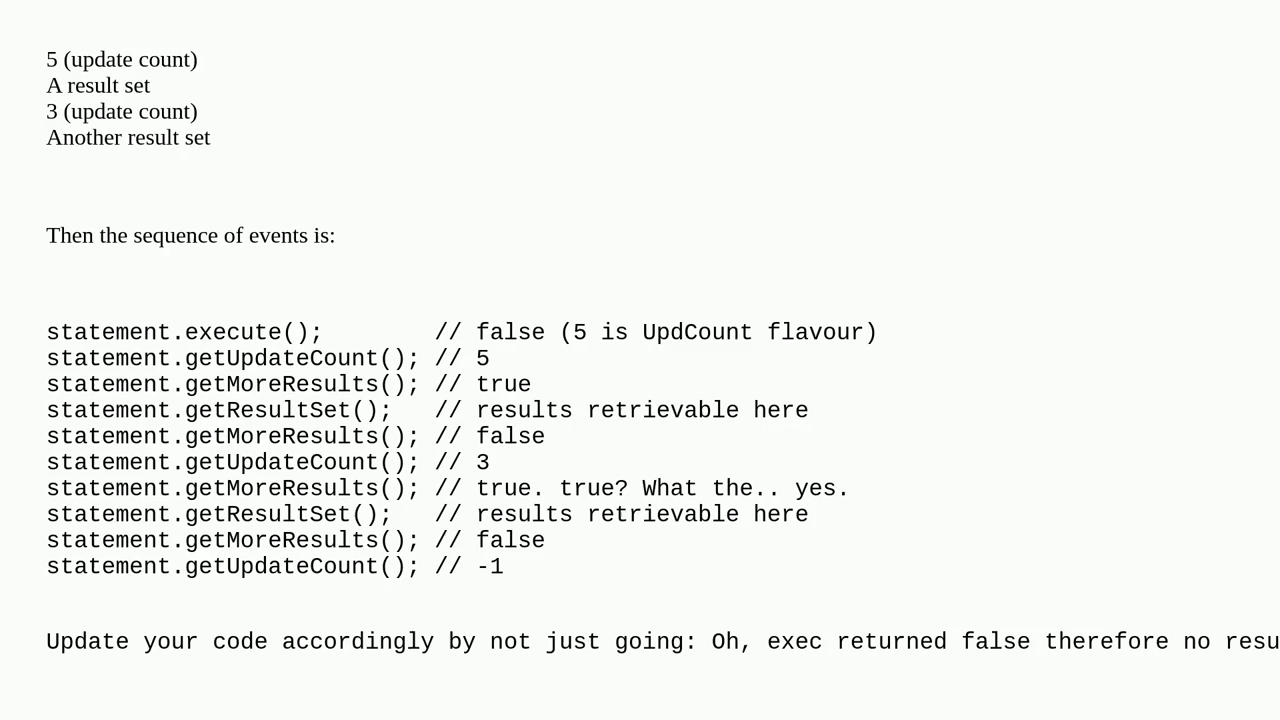 5 (update count)
A result set
3 (update count)
Another result set
Then the sequence of events is:
statement.execute();        // false (5 is UpdCount flavour)
statement.getUpdateCount(); // 5
statement.getMoreResults(); // true
statement.getResultSet();   // results retrievable here
statement.getMoreResults(); // false
statement.getUpdateCount(); // 3
statement.getMoreResults(); // true. true? What the.. yes.
statement.getResultSet();   // results retrievable here
statement.getMoreResults(); // false
statement.getUpdateCount(); // -1
Update your code accordingly by not just going: Oh, exec returned false therefore no